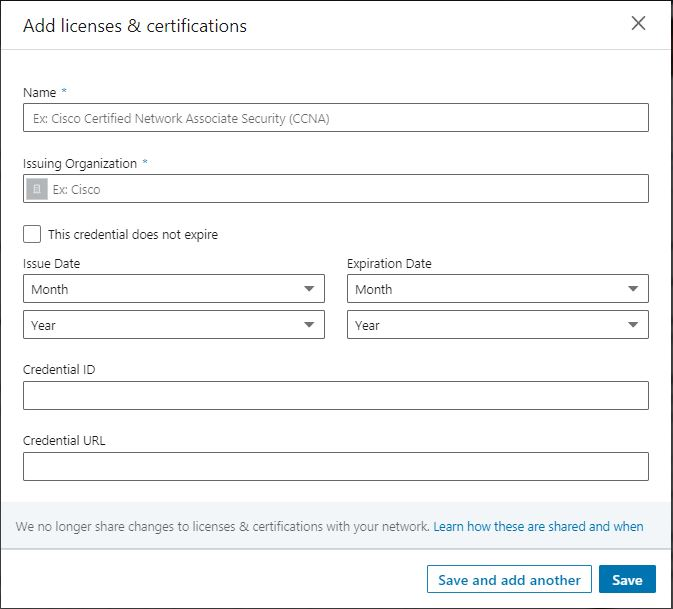 Add licenses & certifications
Name *
Ex: Cisco Certified Network Associate Security (CCNA)
Issuing Organization *
Ex: Cisco
This credential does not expire
Issue Date
Expiration Date
Month
Month
Year
Year
Credential ID
Credential URL
We no longer share changes to licenses & certifications with your network. Learn how these are shared and when
Save and add another
Save